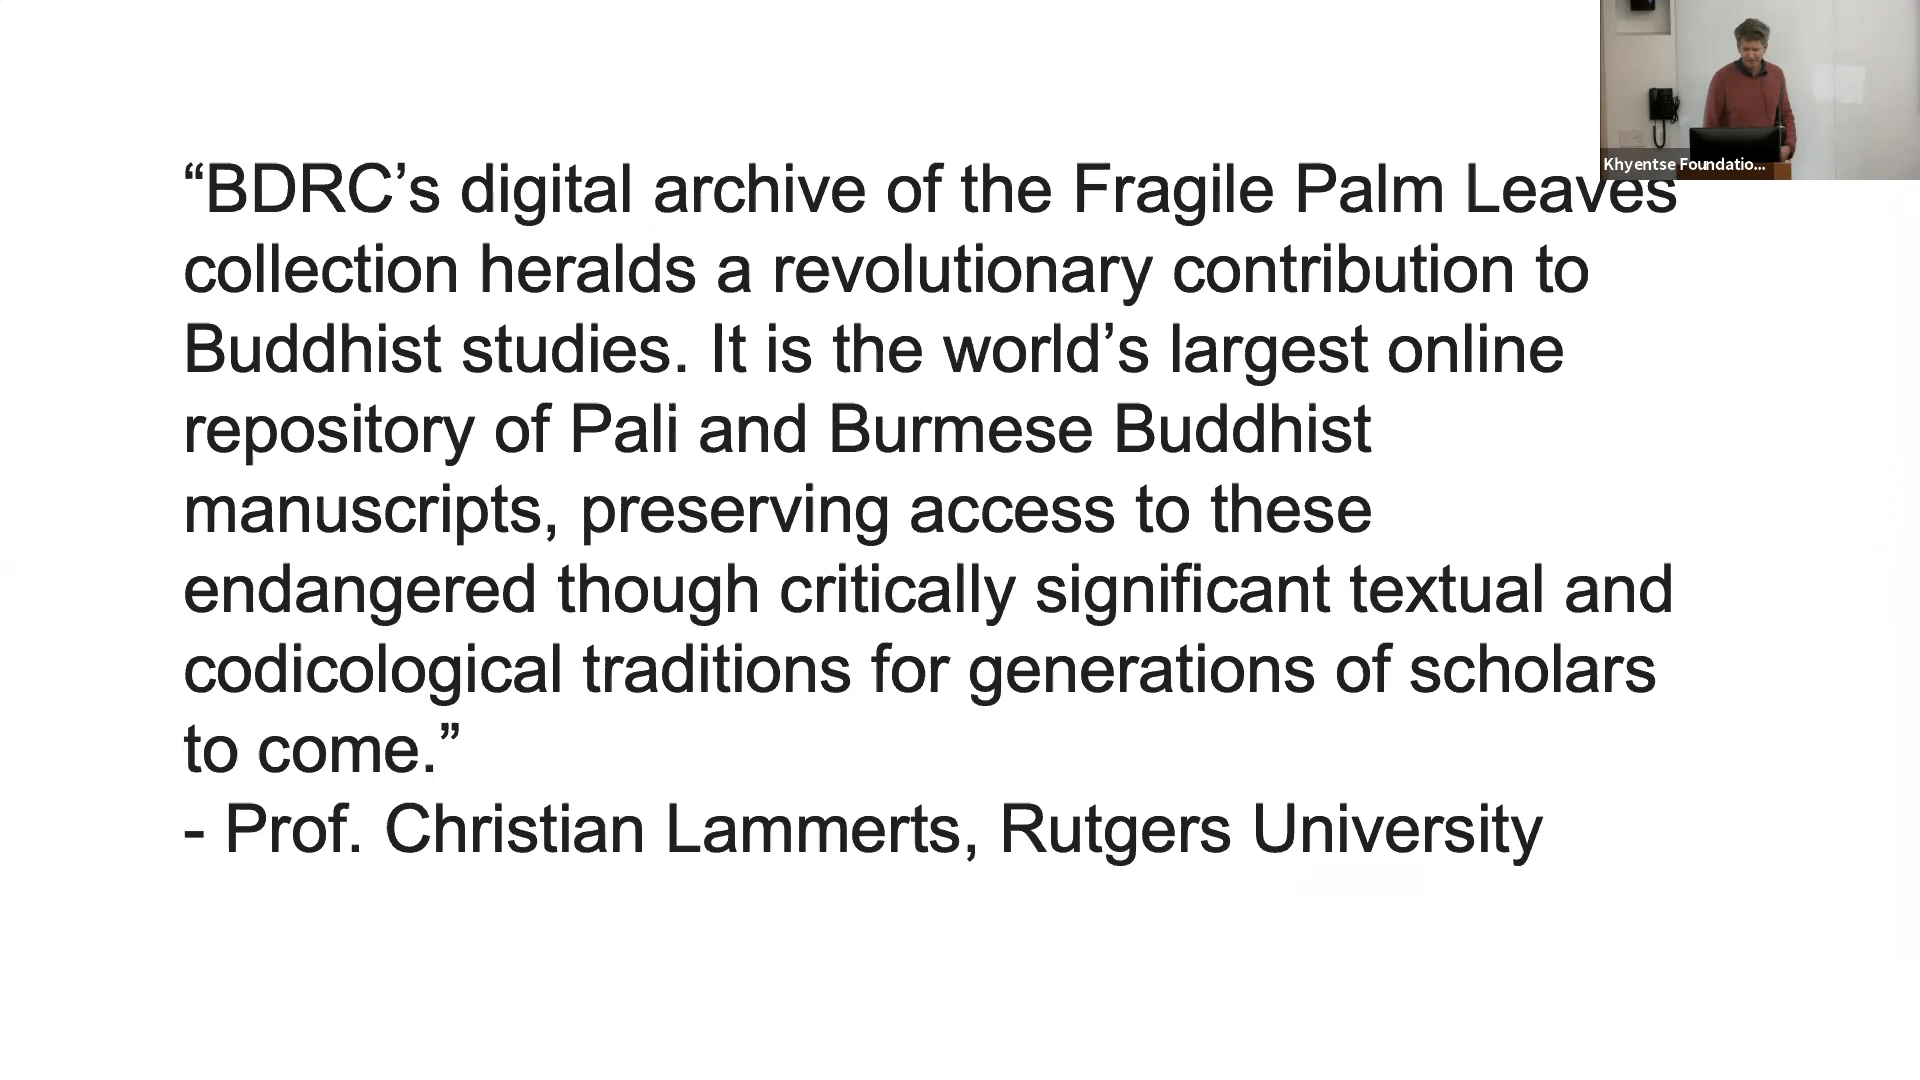 Khyentse Foundatio...
“BDRC’s digital archive of the Fragile Palm Leaves
collection heralds a revolutionary contribution to
Buddhist studies. It is the world’s largest online
repository of Pali and Burmese Buddhist
manuscripts, preserving access to these
endangered though critically significant textual and
codicological traditions for generations of scholars
to come.”
- Prof. Christian Lammerts, Rutgers University